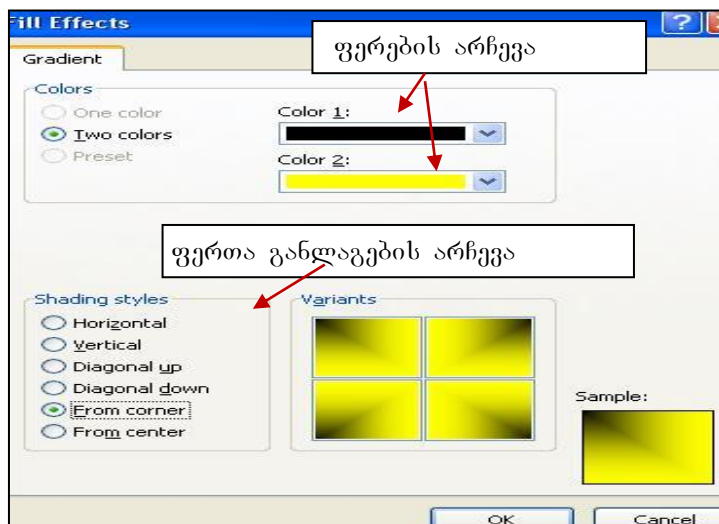 Fill Effects
ფერების არჩევა
Gradient
Colors
One color
Two colors
Preset
Color 1:
Color 2:
ფერთა განლაგების არჩევა
Shading styles
Horizontal
Vertical
Diagonal up
Diagonal down
From corner
From center
Variants
Sample:
OK
Cancel